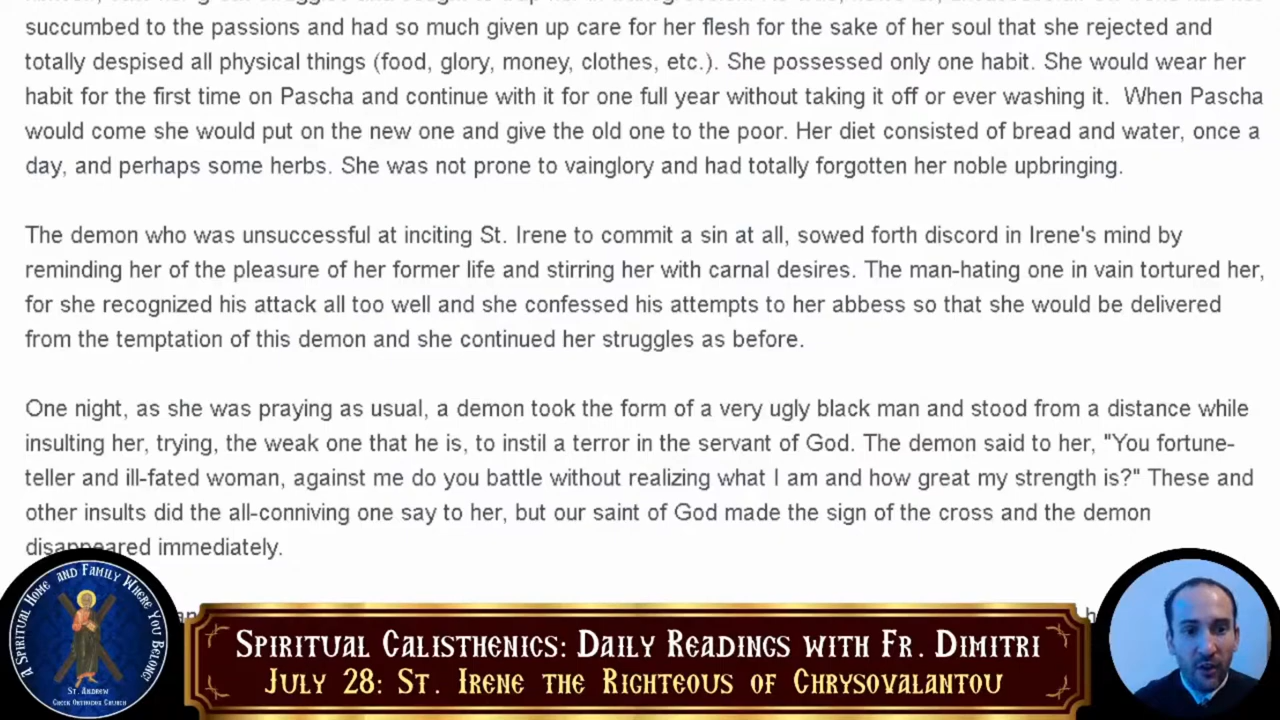 succumbed to the passions and had so much given up care for her flesh for the sake of her soul that she rejected and
totally despised all physical things (food, glory, money, clothes, etc.). She possessed only one habit. She would wear her
habit for the first time on Pascha and continue with it for one full year without taking it off or ever washing it. When Pascha
would come she would put on the new one and give the old one to the poor. Her diet consisted of bread and water, once a
day, and perhaps some herbs. She was not prone to vainglory and had totally forgotten her noble upbringing.
The demon who was unsuccessful at inciting St. Irene to commit a sin at all, sowed forth discord in Irene's mind by
reminding her of the pleasure of her former life and stirring her with carnal desires. The man-hating one in vain tortured her,
for she recognized his attack all too well and she confessed his attempts to her abbess so that she would be delivered
from the temptation of this demon and she continued her struggles as before.
One night, as she was praying as usual, a demon took the form of a very ugly black man and stood from a distance while
insulting her, trying, the weak one that he is, to instil a terror in the servant of God. The demon said to her, "You fortune-
teller and ill-fated woman, against me do you battle without realizing what I am and how great my strength is?" These and
other insults did the all-conniving one say to her, but our saint of God made the sign of the cross and the demon
disappeared immediately.
A Spiritual Home and Family Where You Belong!
St. Andrew
Greek Orthodox Church
Spiritual Calisthenics: Daily Readings with Fr. Dimitri
July 28: St. Irene the Righteous of Chrysovalantou